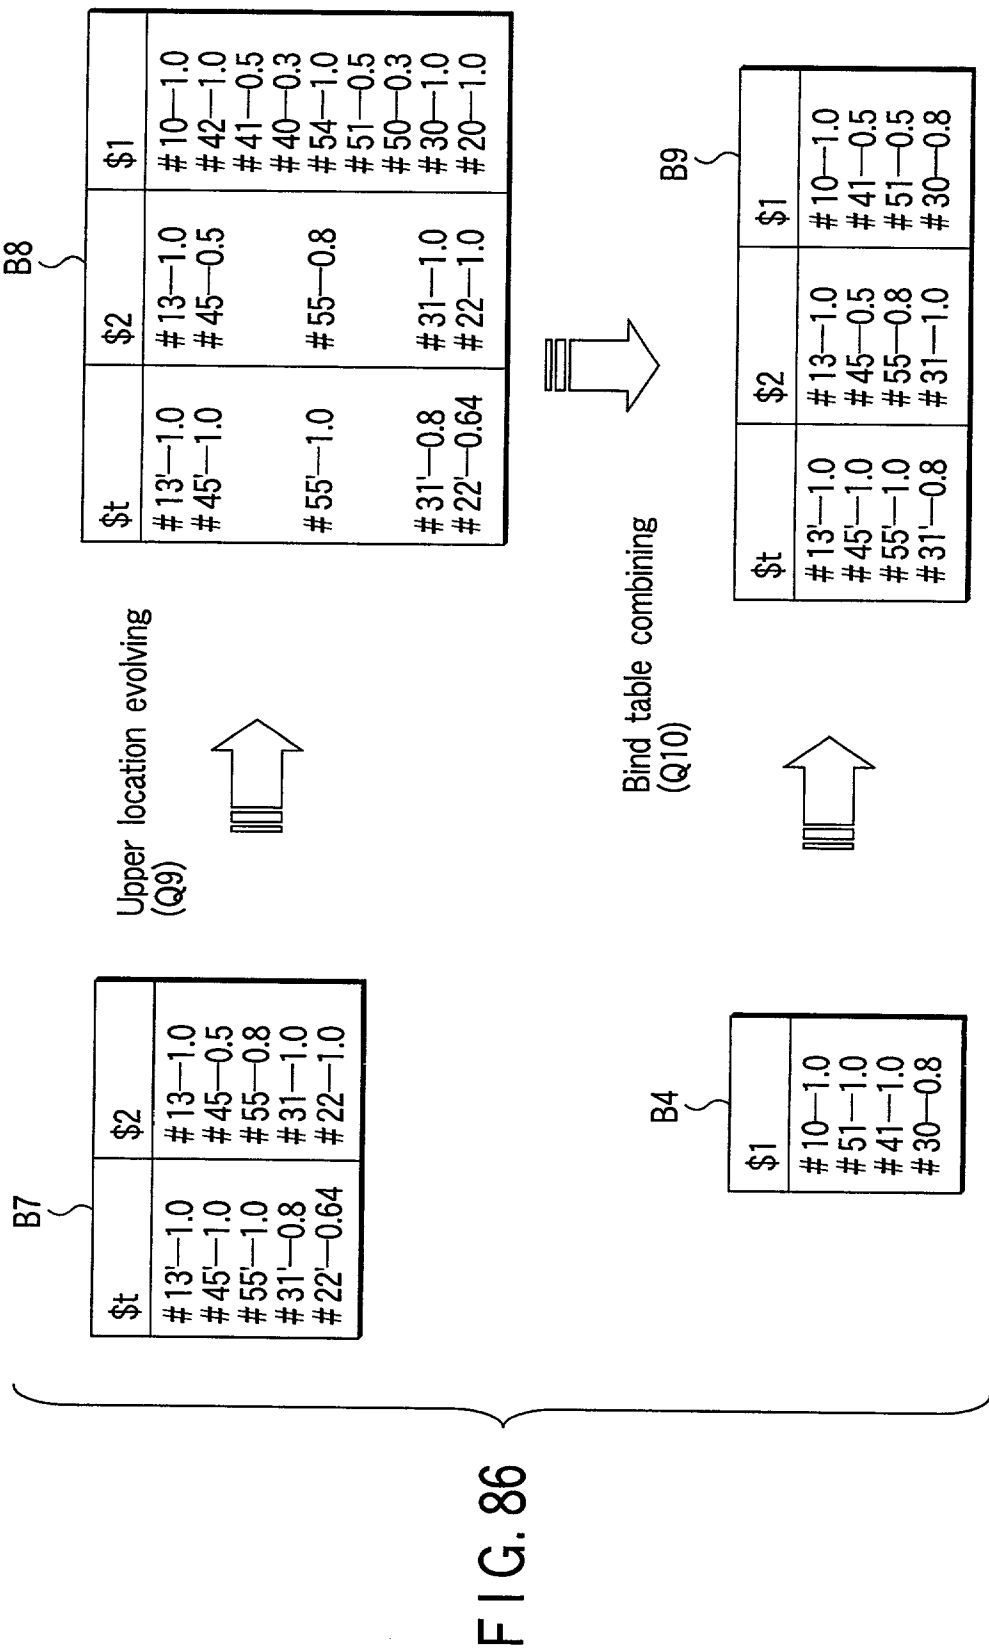 B7
$t $2
#13'—1.0 #13—1.0
#45'—1.0 #45—0.5
#55'—1.0 #55—0.8
#31'—0.8 #31—1.0
#22'—0.64 #22—1.0
Upper location evolving
(Q9)
B8
$t $2 $1
#13'—1.0 #13—1.0 #10—1.0
#45'—1.0 #45—0.5 #42—1.0
#41—0.5
#40—0.3
#55'—1.0 #55—0.8 #54—1.0
#51—0.5
#50—0.3
#31'—0.8 #31—1.0 #30—1.0
#22'—0.64 #22—1.0 #20—1.0
B4
$1
#10—1.0
#51—1.0
#41—1.0
#30—0.8
Bind table combining
(Q10)
B9
$t $2 $1
#13'—1.0 #13—1.0 #10—1.0
#45'—1.0 #45—0.5 #41—0.5
#55'—1.0 #55—0.8 #51—0.5
#31'—0.8 #31—1.0 #30—0.8
FIG. 86